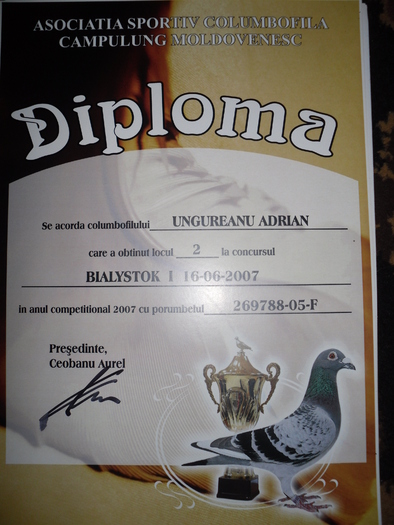 ASOCIATIA SPORTIV COLUMBOFILA
CAMPULUNG MOLDOVENESC
Diploma
Se acorda columbofilului UNGUREANU ADRIAN
care a obtinut locul 2 la concursul
BIALYSTOK I 16-06-2007
in anul competitional 2007 cu porumbelul 269788-05-F
Preşedinte,
Ceobanu Aurel